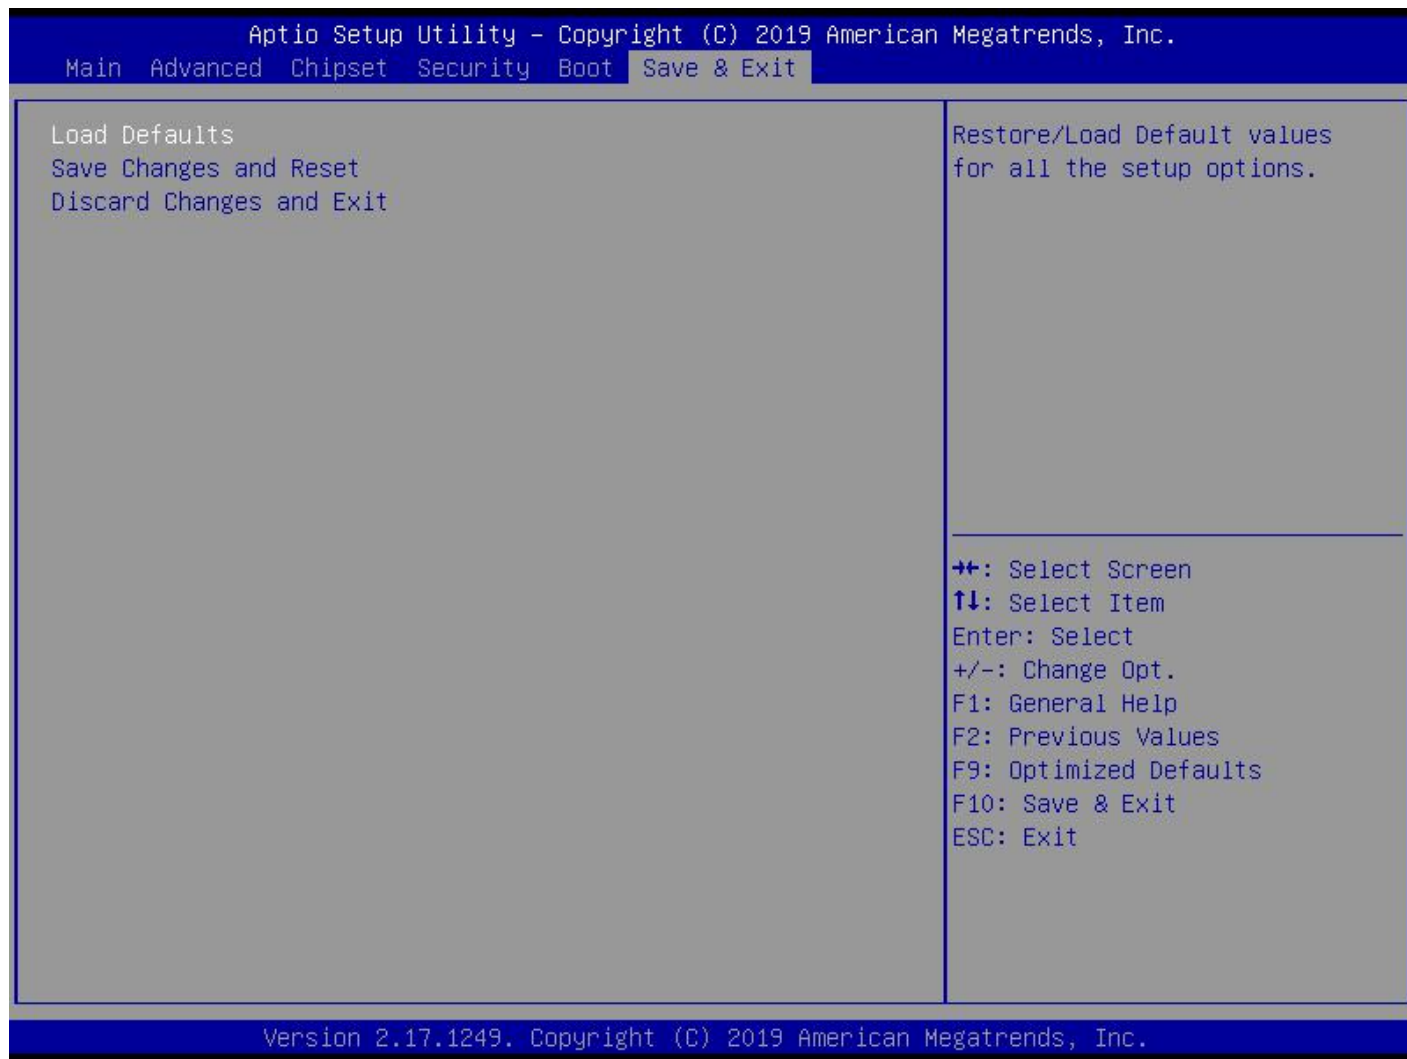 Aptio Setup Utility – Copyright (C) 2019 American Megatrends, Inc.
Main Advanced Chipset Security Boot Save & Exit
Load Defaults
Save Changes and Reset
Discard Changes and Exit
Restore/Load Default values
for all the setup options.
→←: Select Screen
↑↓: Select Item
Enter: Select
+/-: Change Opt.
F1: General Help
F2: Previous Values
F9: Optimized Defaults
F10: Save & Exit
ESC: Exit
Version 2.17.1249. Copyright (C) 2019 American Megatrends, Inc.